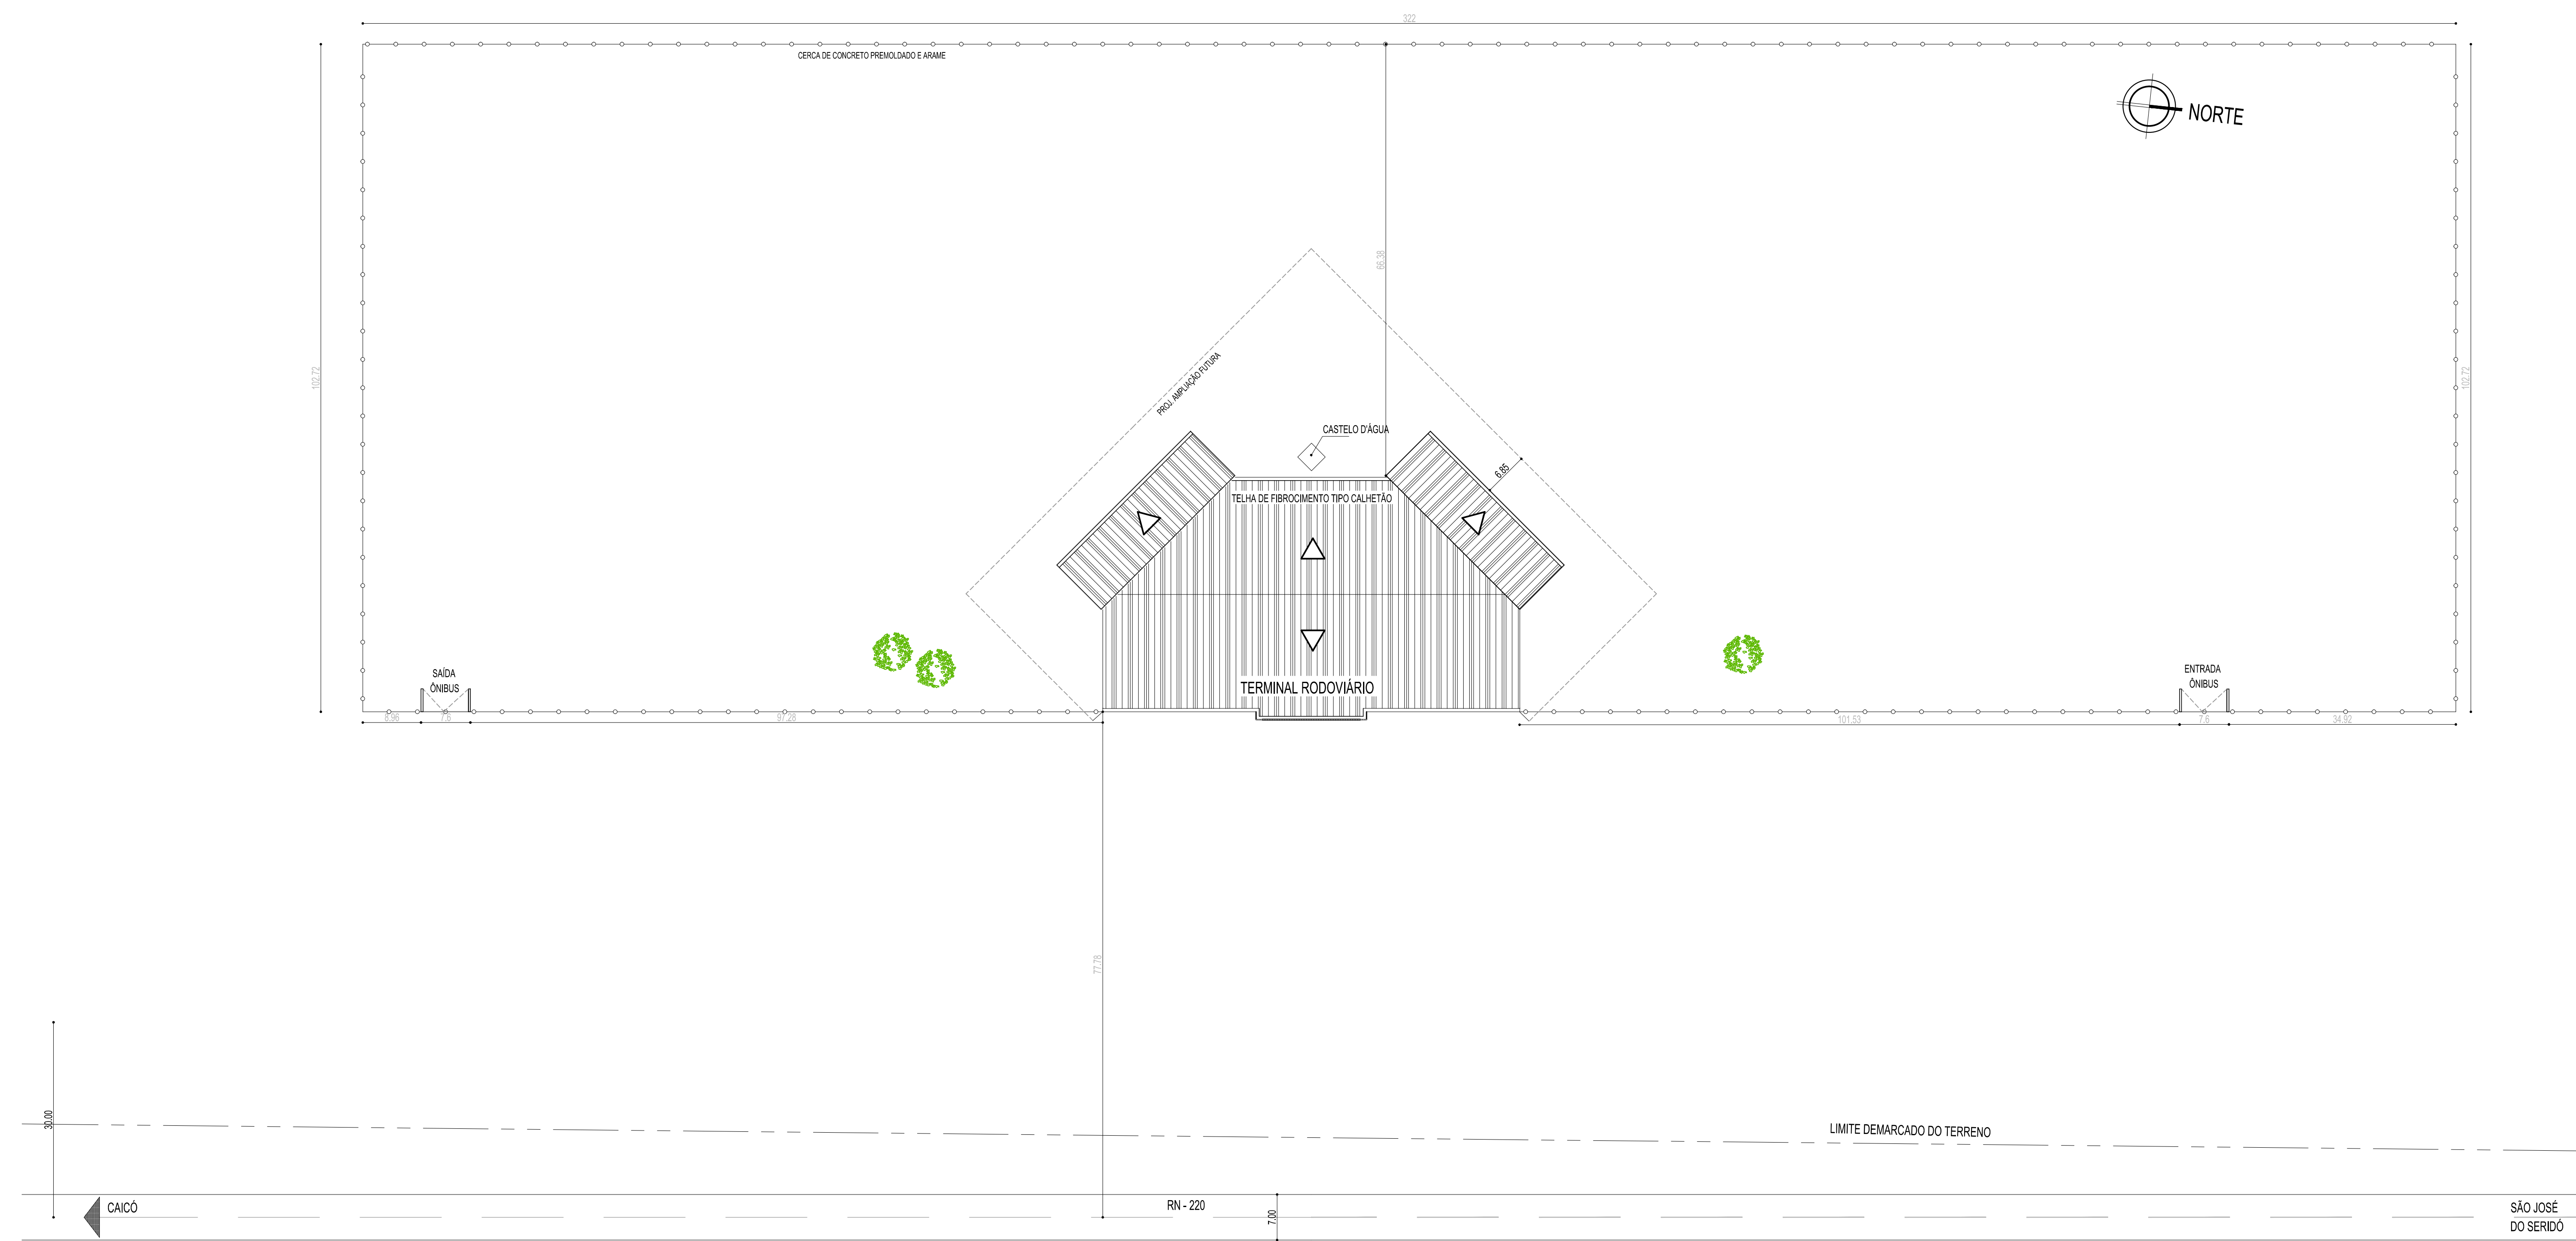 322
CERCA DE CONCRETO PREMOLDADO E ARAME
NORTE
66.38
102.72
102.72
PROJ. AMPLIAÇÃO FUTURA
CASTELO D'ÁGUA
6.85
TELHA DE FIBROCIMENTO TIPO CALHETÃO
SAÍDA
ÔNIBUS
ENTRADA
ÔNIBUS
TERMINAL RODOVIÁRIO
8.96
7.6
97.28
101.53
7.6
34.92
77.78
30.00
LIMITE DEMARCADO DO TERRENO
CAICÓ
RN - 220
7.00
SÃO JOSÉ
DO SERIDÓ